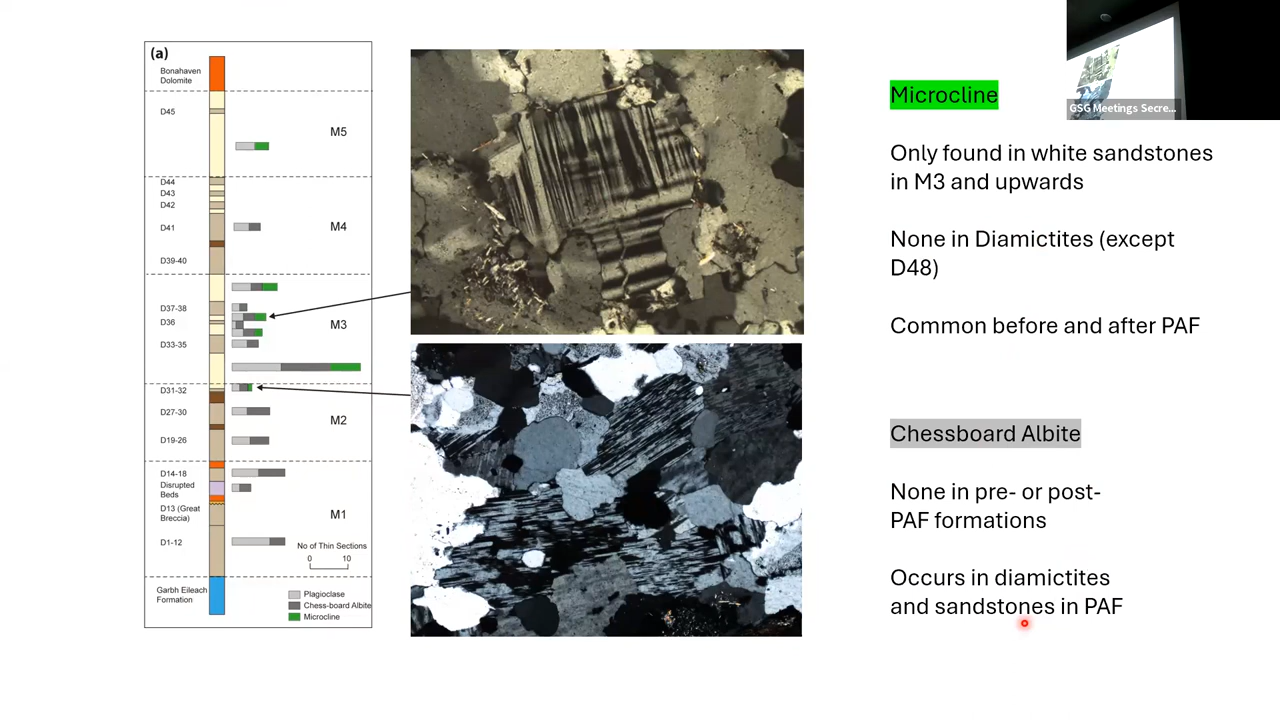 (a)
Bonahaven
Dolomite
D45
M5
D44
D43
D42
D41
M4
D39-40
D37-38
D36
M3
D33-35
D31-32
D27-30
M2
D19-26
D14-18
Disrupted
Beds
D13 (Great
Breccia)
M1
D1-12
No of Thin Sections
0 10
Garbh Eileach
Formation
Plagioclase
Chess-board Albite
Microcline
Microcline
Only found in white sandstones
in M3 and upwards
None in Diamictites (except
D48)
Common before and after PAF
Chessboard Albite
None in pre- or post-
PAF formations
Occurs in diamictites
and sandstones in PAF
GSG Meetings Secre...